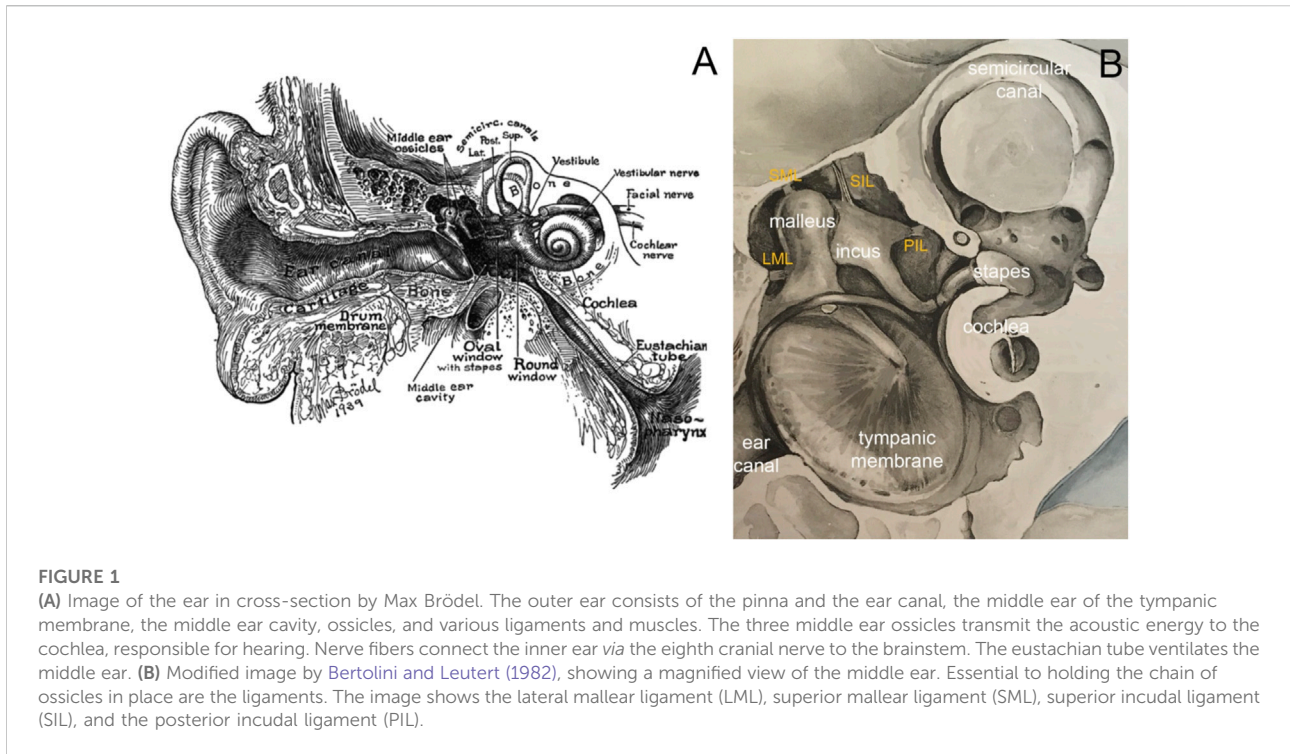 A
Middle ear
ossicles
Semicirc. canals
Lat.
Post.
Sup.
Vestibule
Bone
Vestibular nerve
Facial nerve
Cochlear
nerve
Ear canal
Cartilage
Bone
Bone
Drum
membrane
Cochlea
Oval
window
with stapes
Round
window
Eustachian
tube
Middle ear
cavity
Naso-
pharynx
Max Brödel
1939
B
semicircular
canal
SML
SIL
malleus
incus
PIL
LML
stapes
cochlea
ear
canal
tympanic
membrane
FIGURE 1
(A) Image of the ear in cross-section by Max Brödel. The outer ear consists of the pinna and the ear canal, the middle ear of the tympanic
membrane, the middle ear cavity, ossicles, and various ligaments and muscles. The three middle ear ossicles transmit the acoustic energy to the
cochlea, responsible for hearing. Nerve fibers connect the inner ear via the eighth cranial nerve to the brainstem. The eustachian tube ventilates the
middle ear. (B) Modified image by Bertolini and Leutert (1982), showing a magnified view of the middle ear. Essential to holding the chain of
ossicles in place are the ligaments. The image shows the lateral mallear ligament (LML), superior mallear ligament (SML), superior incudal ligament
(SIL), and the posterior incudal ligament (PIL).